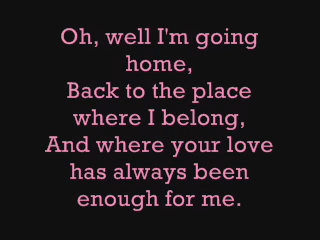 Oh, well I'm going
home,
Back to the place
where I belong,
And where your love
has always been
enough for me.